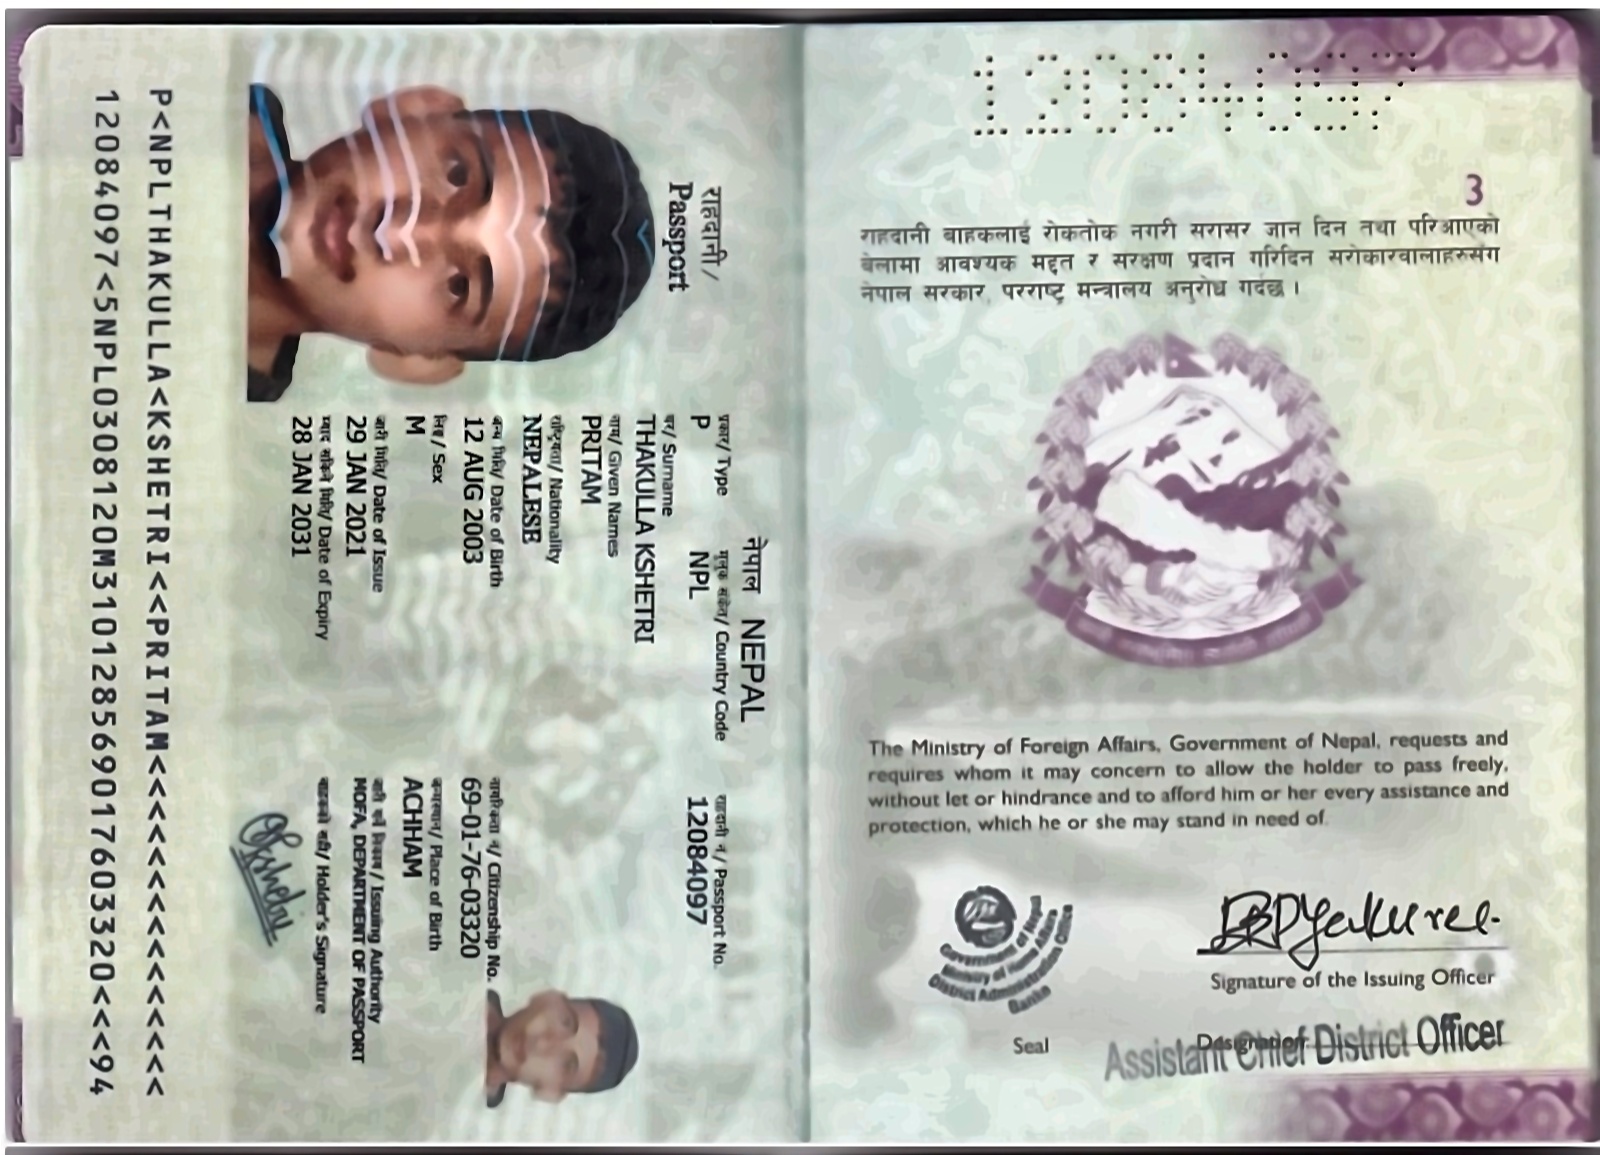 12084097
3
राहदानी बाहकलाई रोकतोक नगरी सरासर जान दिन तथा परिआएको
बेलामा आवश्यक मद्दत र संरक्षण प्रदान गरिदिन सरोकारवालाहरुसंग
नेपाल सरकार, परराष्ट्र मन्त्रालय अनुरोध गर्दछ ।
The Ministry of Foreign Affairs, Government of Nepal, requests and
requires whom it may concern to allow the holder to pass freely,
without let or hindrance and to afford him or her every assistance and
protection, which he or she may stand in need of.
Government of Nepal
Ministry of Home Affairs
District Administration Office
Banke
Signature of the Issuing Officer
Seal
Designation
Assistant Chief District Officer
नेपाल NEPAL
राहदानी/
Passport
प्रकार/ Type
मुलुक संकेत/ Country Code
राहदानी नं./ Passport No.
P
NPL
12084097
थर/ Surname
THAKULLA KSHETRI
नाम/ Given Names
PRITAM
राष्ट्रियता/ Nationality
NEPALESE
जन्म मिति/ Date of Birth
नागरिकता नं/ Citizenship No.
12 AUG 2003
69-01-76-03320
लिङ्ग/ Sex
जन्मस्थान/ Place of Birth
M
ACHHAM
जारी मिति/ Date of Issue
जारी गर्ने निकाय/ Issuing Authority
29 JAN 2021
MOFA, DEPARTMENT OF PASSPORT
म्याद सकिने मिति/ Date of Expiry
वाहकको सही/ Holder's Signature
28 JAN 2031
P<NPLTHAKULLA<KSHETRI<<PRITAM<<<<<<<<<<<<<<<
12084097<5NPL0308120M310128569017603320<<<94